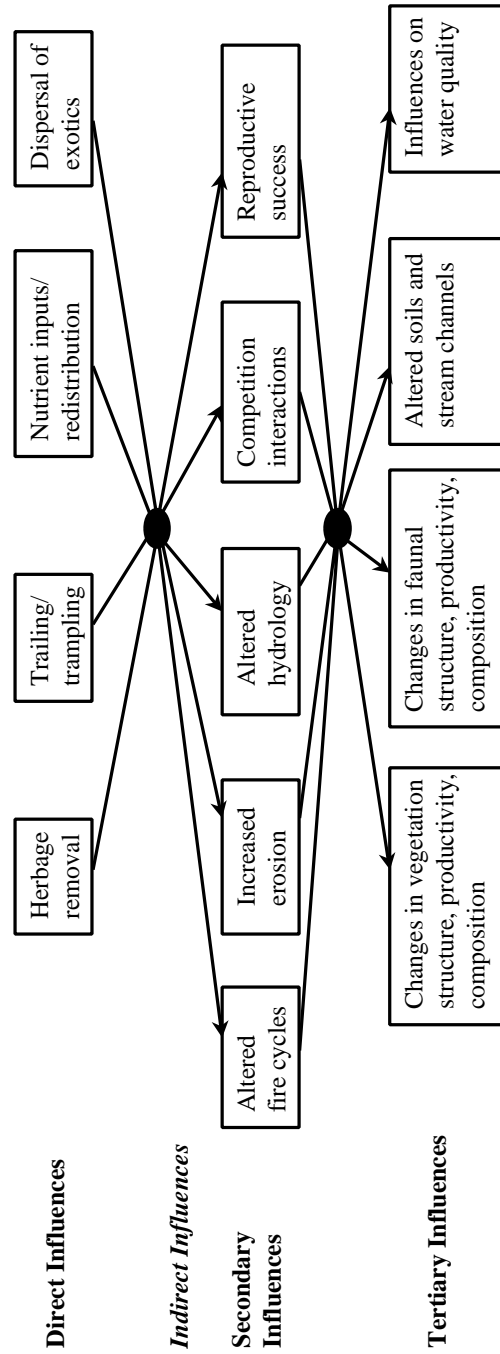 Direct Influences
Herbage
removal
Trailing/
trampling
Nutrient inputs/
redistribution
Dispersal of
exotics
Indirect Influences
Secondary
Influences
Altered
fire cycles
Increased
erosion
Altered
hydrology
Competition
interactions
Reproductive
success
Tertiary Influences
Changes in vegetation
structure, productivity,
composition
Changes in faunal
structure, productivity,
composition
Altered soils and
stream channels
Influences on
water quality